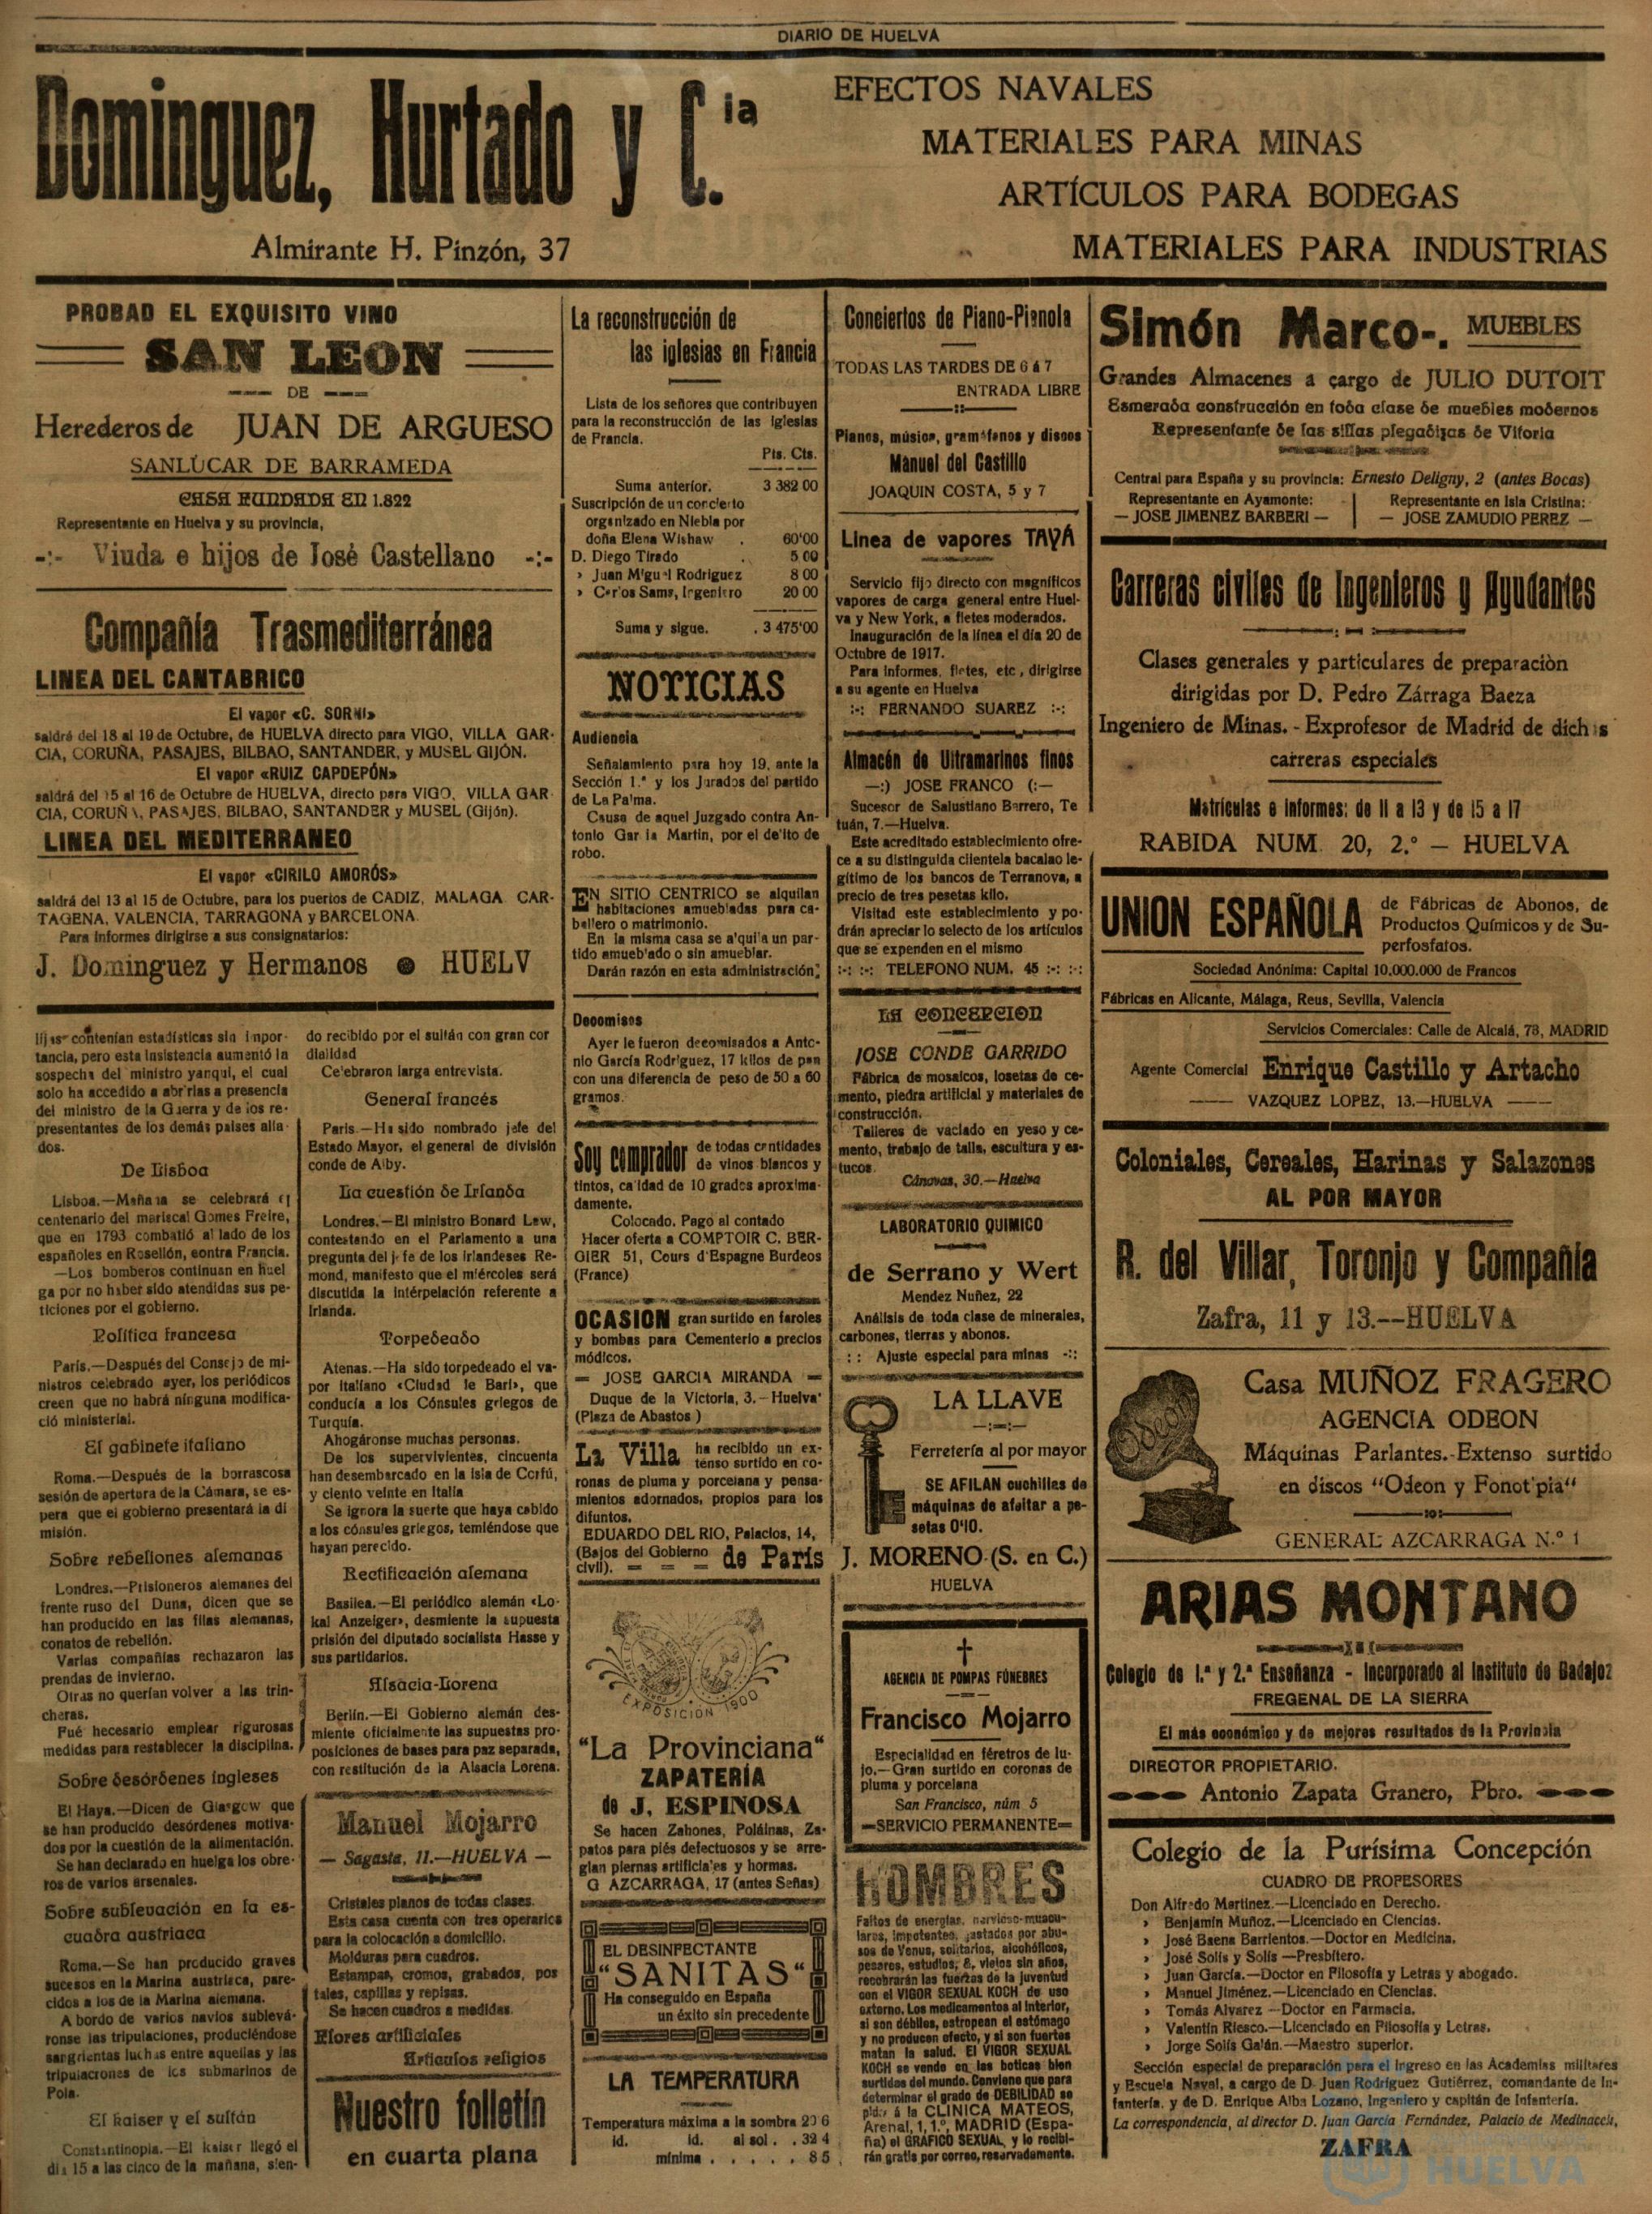 DIARIO DE HUELVA
Dominguez, Hurtado y C.ia
Almirante H. Pinzón, 37
EFECTOS NAVALES
MATERIALES PARA MINAS
ARTÍCULOS PARA BODEGAS
MATERIALES PARA INDUSTRIAS
PROBAD EL EXQUISITO VINO
SAN LEON
DE
Herederos de JUAN DE ARGUESO
SANLÚCAR DE BARRAMEDA
CASA FUNDADA EN 1.822
Representante en Huelva y su provincia,
-:- Viuda e hijos de José Castellano -:-
Compañía Trasmediterránea
LINEA DEL CANTABRICO
El vapor «C. SORNI»
saldrá del 18 al 19 de Octubre, de HUELVA directo para VIGO, VILLA GAR-
CIA, CORUÑA, PASAJES, BILBAO, SANTANDER, y MUSEL GIJÓN.
El vapor «RUIZ CAPDEPÓN»
saldrá del 15 al 16 de Octubre de HUELVA, directo para VIGO, VILLA GAR
CIA, CORUÑA, PASAJES, BILBAO, SANTANDER y MUSEL (Gijón).
LINEA DEL MEDITERRANEO
El vapor «CIRILO AMORÓS»
saldrá del 13 al 15 de Octubre, para los puertos de CADIZ, MALAGA CAR-
TAGENA, VALENCIA, TARRAGONA y BARCELONA.
Para informes dirigirse a sus consignatarios:
J. Dominguez y Hermanos HUELV
contenían estadísticas sin impor-
tancia, pero esta insistencia aumentó la
sospecha del ministro yanqui, el cual
solo ha accedido a abrirlas a presencia
del ministro de la Guerra y de los re-
presentantes de los demás países alia-
dos.
De Lisboa
Lisboa.—Mañana se celebrará el
centenario del mariscal Gomes Freire,
que en 1793 combatió al lado de los
españoles en Rosellón, contra Francia.
—Los bomberos continuan en huel
ga por no haber sido atendidas sus pe-
ticiones por el gobierno.
Política francesa
París.—Después del Consejo de mi-
nistros celebrado ayer, los periódicos
creen que no habrá ninguna modifica-
ció ministerial.
El gabinete italiano
Roma.—Después de la borrascosa
sesión de apertura de la Cámara, se es-
pera que el gobierno presentará la di
misión.
Sobre rebeliones alemanas
Londres.—Prisioneros alemanes del
frente ruso del Duna, dicen que se
han producido en las filas alemanas,
conatos de rebelión.
Varias compañías rechazaron las
prendas de invierno.
Otras no querían volver a las trin-
cheras.
Fué necesario emplear rigurosas
medidas para restablecer la disciplina.
Sobre desórdenes ingleses
El Haya.—Dicen de Glasgow que
se han producido desórdenes motiva-
dos por la cuestión de la alimentación.
Se han declarado en huelga los obre-
ros de varios arsenales.
Sobre sublevación en la es-
cuadra austriaca
Roma.—Se han producido graves
sucesos en la Marina austriaca, pare-
cidos a los de la Marina alemana.
A bordo de varios navíos sublevá-
ronse las tripulaciones, produciéndose
sangrientas luchas entre aquellas y las
tripulacrones de los submarinos de
Pola.
El kaiser y el sultán
Constantinopla.—El kaiser llegó el
día 15 a las cinco de la mañana, sien-
do recibido por el sultán con gran cor
dialidad
Celebraron larga entrevista.
General francés
Paris.—Ha sido nombrado jefe del
Estado Mayor, el general de división
conde de Alby.
La cuestión de Irlanda
Londres.—El ministro Bonard Law,
contestando en el Parlamento a una
pregunta del jefe de los irlandeses Re-
mond, manifesto que el miércoles será
discutida la intérpelación referente a
Irlanda.
Torpedeado
Atenas.—Ha sido torpedeado el va-
por italiano «Ciudad le Bari», que
conducía a los Cónsules griegos de
Turquía.
Ahogáronse muchas personas.
De los supervivientes, cincuenta
han desembarcado en la isla de Corfú,
y ciento veinte en Italia
Se ignora la suerte que haya cabido
a los cónsules griegos, temiéndose que
hayan perecido.
Rectificación alemana
Basilea.—El periódico alemán «Lo-
kal Anzeiger», desmiente la supuesta
prisión del diputado socialista Hasse y
sus partidarios.
Alsacia-Lorena
Berlín.—El Gobierno alemán des-
miente oficialmente las supuestas pro-
posiciones de bases para paz separada,
con restitución de la Alsacia Lorena.
Manuel Mojarro
— Sagasta, 11.—HUELVA —
Cristales planos de todas clases.
Esta casa cuenta con tres operarios
para la colocación a domicilio.
Molduras para cuadros.
Estampas, cromos, grabados, pos
tales, capillas y repisas.
Se hacen cuadros a medidas.
Flores artificiales
Artículos religios
Nuestro folletín
en cuarta plana
La reconstrucción de
las iglesias en Francia
Lista de los señores que contribuyen
para la reconstrucción de las iglesias
de Francia.
Pts. Cts.
Suma anterior. 3 382 00
Suscripción de un concierto
organizado en Niebla por
doña Elena Wishaw . 60'00
D. Diego Tirado . 5 00
» Juan Miguel Rodriguez 8 00
» Carlos Sams, Ingeniero 20 00
Suma y sigue. . 3 475'00
NOTICIAS
Audiencia
Señalamiento para hoy 19, ante la
Sección 1.ª y los Jurados del partido
de La Palma.
Causa de aquel Juzgado contra An-
tonio García Martin, por el delito de
robo.
EN SITIO CENTRICO se alquilan
habitaciones amuebladas para ca-
ballero o matrimonio.
En la misma casa se alquila un par-
tido amueblado o sin amueblar.
Darán razón en esta administración.
Decomisos
Ayer le fueron decomisados a Anto-
nio García Rodríguez, 17 kilos de pan
con una diferencia de peso de 50 a 60
gramos.
Soy comprador de todas cantidades
de vinos blancos y
tintos, calidad de 10 grados aproxima-
damente.
Colocado. Pago al contado
Hacer oferta a COMPTOIR C. BER-
GIER 51, Cours d'Espagne Burdeos
(France)
OCASION gran surtido en faroles
y bombas para Cementerio a precios
módicos.
— JOSE GARCIA MIRANDA —
Duque de la Victoria, 3.—Huelva
(Plaza de Abastos)
La Villa ha recibido un ex-
tenso surtido en co-
ronas de pluma y porcelana y pensa-
mientos adornados, propios para los
difuntos.
EDUARDO DEL RIO, Palacios, 14,
(Bajos del Gobierno
civil). = = = de París
EXPOSICION 1900
"La Provinciana"
ZAPATERÍA
de J. ESPINOSA
Se hacen Zahones, Poláinas, Za-
patos para piés defectuosos y se arre-
glan piernas artificiales y hormas.
G AZCARRAGA, 17 (antes Señas)
EL DESINFECTANTE
"SANITAS"
Ha conseguido en España
un éxito sin precedente
LA TEMPERATURA
Temperatura máxima a la sombra 20 6
id. id. al sol . . 32 4
mínima . . . . . 8 5
Conciertos de Piano-Pianola
TODAS LAS TARDES DE 6 á 7
ENTRADA LIBRE
Pianos, música, gramófonos y discos
Manuel del Castillo
JOAQUIN COSTA, 5 y 7
Linea de vapores TAYÁ
Servicio fijo directo con magníficos
vapores de carga general entre Huel-
va y New York, a fletes moderados.
Inauguración de la línea el día 20 de
Octubre de 1917.
Para informes, fletes, etc, dirigirse
a su agente en Huelva
:-: FERNANDO SUAREZ :-:
Almacén de Ultramarinos finos
—:) JOSE FRANCO (:—
Sucesor de Salustiano Barrero, Te
tuán, 7.—Huelva.
Este acreditado establecimiento ofre-
ce a su distinguida clientela bacalao le-
gítimo de los bancos de Terranova, a
precio de tres pesetas kilo.
Visitad este establecimiento y po-
drán apreciar lo selecto de los artículos
que se expenden en el mismo
:-: :-: TELEFONO NUM. 45 :-: :-:
LA CONCEPCION
JOSE CONDE GARRIDO
Fábrica de mosaicos, losetas de ce-
mento, piedra artificial y materiales de
construcción.
Talleres de vaciado en yeso y ce-
mento, trabajo de talla, escultura y es-
tucos
Cánovas, 30.—Huelva
LABORATORIO QUIMICO
de Serrano y Wert
Mendez Nuñez, 22
Análisis de toda clase de minerales,
carbones, tierras y abonos.
:: Ajuste especial para minas -::
LA LLAVE
Ferretería al por mayor
SE AFILAN cuchillas de
máquinas de afeitar a pe-
setas 0'10.
J. MORENO (S. en C.)
HUELVA
AGENCIA DE POMPAS FÚNEBRES
Francisco Mojarro
Especialidad en féretros de lu-
jo.—Gran surtido en coronas de
pluma y porcelana
San Francisco, núm 5
—SERVICIO PERMANENTE—
HOMBRES
Faltos de energías, nervioso-muscu-
lares, impotentes, gastados por abu-
sos de Venus, solitarios, alcohólicos,
pesares, estudios, &, viejos sin años,
recobrarán las fuerzas de la juventud
con el VIGOR SEXUAL KOCH de uso
externo. Los medicamentos al interior,
si son débiles, estropean el estómago
y no producen efecto, y si son fuertes
matan la salud. El VIGOR SEXUAL
KOCH se vende en las boticas bien
surtidas del mundo. Conviene que para
determinar el grado de DEBILIDAD se
pida á la CLINICA MATEOS,
Arenal, 1, 1.º, MADRID (Espa-
ña) el GRÁFICO SEXUAL, y lo recibi-
rán gratis por correo, reservadamente.
Simón Marco-. MUEBLES
Grandes Almacenes a cargo de JULIO DUTOIT
Esmerada construcción en toda clase de muebles modernos
Representante de las sillas plegadizas de Vitoria
Central para España y su provincia: Ernesto Deligny, 2 (antes Bocas)
Representante en Ayamonte:
— JOSE JIMENEZ BARBERI —
Representante en Isla Cristina:
— JOSE ZAMUDIO PEREZ —
Carreras civiles de Ingenieros y Ayudantes
Clases generales y particulares de preparaciòn
dirigidas por D. Pedro Zárraga Baeza
Ingeniero de Minas. - Exprofesor de Madrid de dichas
carreras especiales
Matrículas e informes: de 11 a 13 y de 15 a 17
RABIDA NUM. 20, 2.º — HUELVA
UNION ESPAÑOLA de Fábricas de Abonos, de
Productos Químicos y de Su-
perfosfatos.
Sociedad Anónima: Capital 10.000.000 de Francos
Fábricas en Alicante, Málaga, Reus, Sevilla, Valencia
Servicios Comerciales: Calle de Alcalá, 73, MADRID
Agente Comercial Enrique Castillo y Artacho
VAZQUEZ LOPEZ, 13.—HUELVA
Coloniales, Cereales, Harinas y Salazones
AL POR MAYOR
R. del Villar, Toronjo y Compañía
Zafra, 11 y 13.--HUELVA
Odeon
Casa MUÑOZ FRAGERO
AGENCIA ODEON
Máquinas Parlantes.-Extenso surtido
en discos "Odeon y Fonotipia"
GENERAL AZCARRAGA N.º 1
ARIAS MONTANO
Colegio de 1.ª y 2.ª Enseñanza - Incorporado al Instituto de Badajoz
FREGENAL DE LA SIERRA
El más económico y de mejores resultados de la Provincia
DIRECTOR PROPIETARIO.
Antonio Zapata Granero, Pbro.
Colegio de la Purísima Concepción
CUADRO DE PROFESORES
Don Alfredo Martinez.—Licenciado en Derecho.
» Benjamín Muñoz.—Licenciado en Ciencias.
» José Baena Barrientos.—Doctor en Medicina.
» José Solís y Solís —Presbítero.
» Juan García.—Doctor en Filosofía y Letras y abogado.
» Manuel Jiménez.—Licenciado en Ciencias.
» Tomás Alvarez —Doctor en Farmacia.
» Valentín Riesco.—Licenciado en Filosofía y Letras.
» Jorge Solís Galán.—Maestro superior.
Sección especial de preparación para el ingreso en las Academias militares
y Escuela Naval, a cargo de D. Juan Rodríguez Gutiérrez, comandante de In-
fantería, y de D. Enrique Alba Lozano, Ingeniero y capitán de Infantería.
La correspondencia, al director D. Juan García Fernández, Palacio de Medinaceli,
ZAFRA
HUELVA